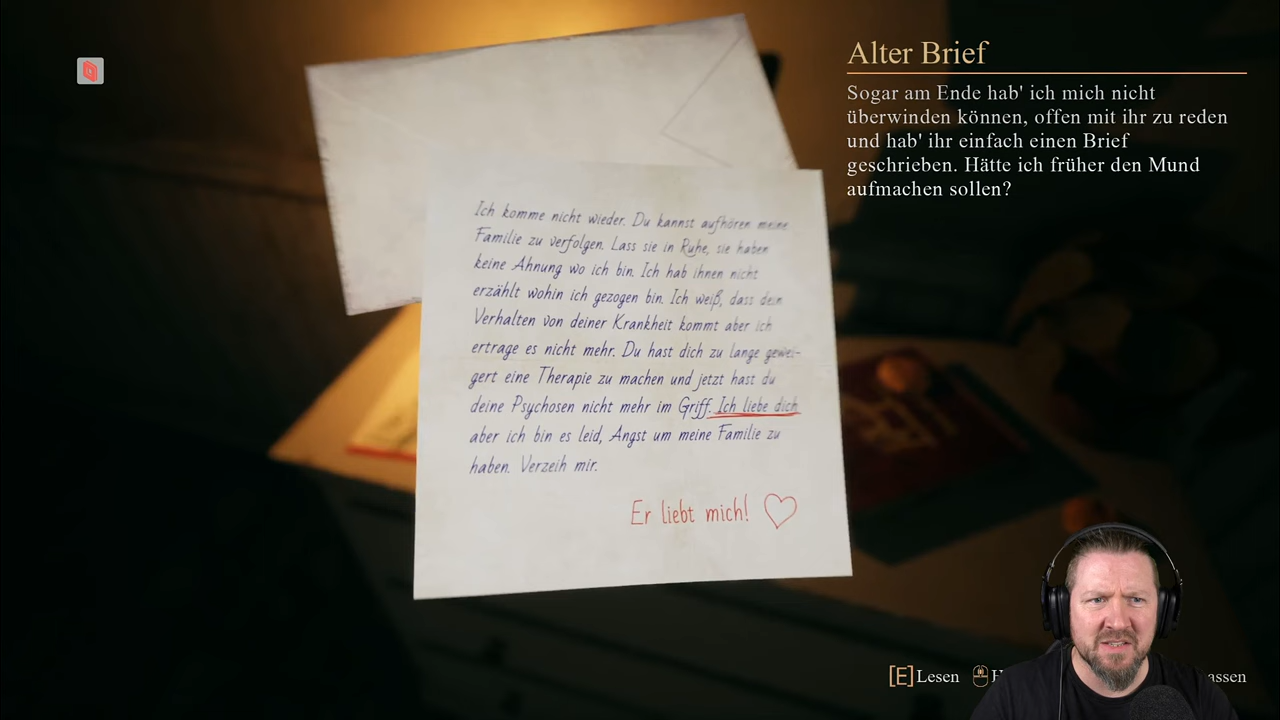 Alter Brief
Sogar am Ende hab' ich mich nicht
überwinden können, offen mit ihr zu reden
und hab' ihr einfach einen Brief
geschrieben. Hätte ich früher den Mund
aufmachen sollen?
Ich komme nicht wieder. Du kannst aufhören meine
Familie zu verfolgen. Lass sie in Ruhe, sie haben
keine Ahnung wo ich bin. Ich hab ihnen nicht
erzählt wohin ich gezogen bin. Ich weiß, dass dein
Verhalten von deiner Krankheit kommt aber ich
ertrage es nicht mehr. Du hast dich zu lange gewei-
gert eine Therapie zu machen und jetzt hast du
deine Psychosen nicht mehr im Griff. Ich liebe dich
aber ich bin es leid, Angst um meine Familie zu
haben. Verzeih mir.
Er liebt mich!
[E] Lesen